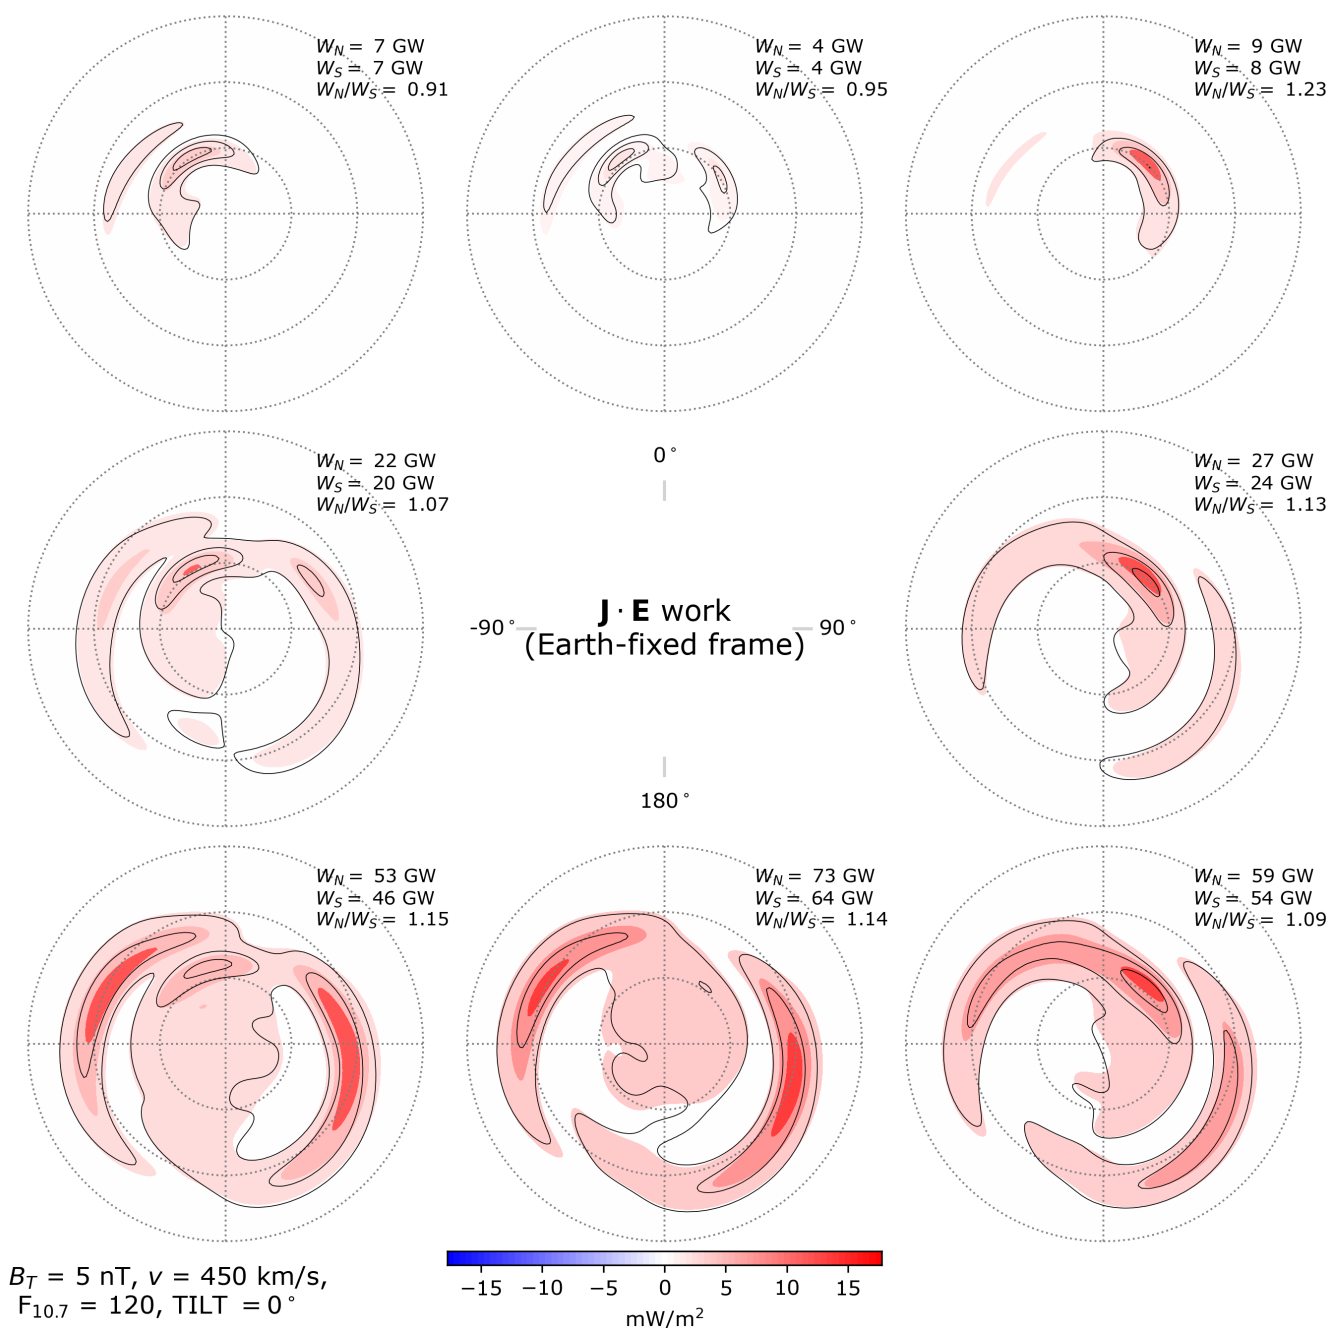 W_N = 7 GW
W_S = 7 GW
W_N/W_S = 0.91
W_N = 4 GW
W_S = 4 GW
W_N/W_S = 0.95
W_N = 9 GW
W_S = 8 GW
W_N/W_S = 1.23
W_N = 22 GW
W_S = 20 GW
W_N/W_S = 1.07
0°
-90°
J · E work
(Earth-fixed frame)
90°
180°
W_N = 27 GW
W_S = 24 GW
W_N/W_S = 1.13
W_N = 53 GW
W_S = 46 GW
W_N/W_S = 1.15
W_N = 73 GW
W_S = 64 GW
W_N/W_S = 1.14
W_N = 59 GW
W_S = 54 GW
W_N/W_S = 1.09
B_T = 5 nT, v = 450 km/s,
F_10.7 = 120, TILT = 0°
−15 −10 −5 0 5 10 15
mW/m²